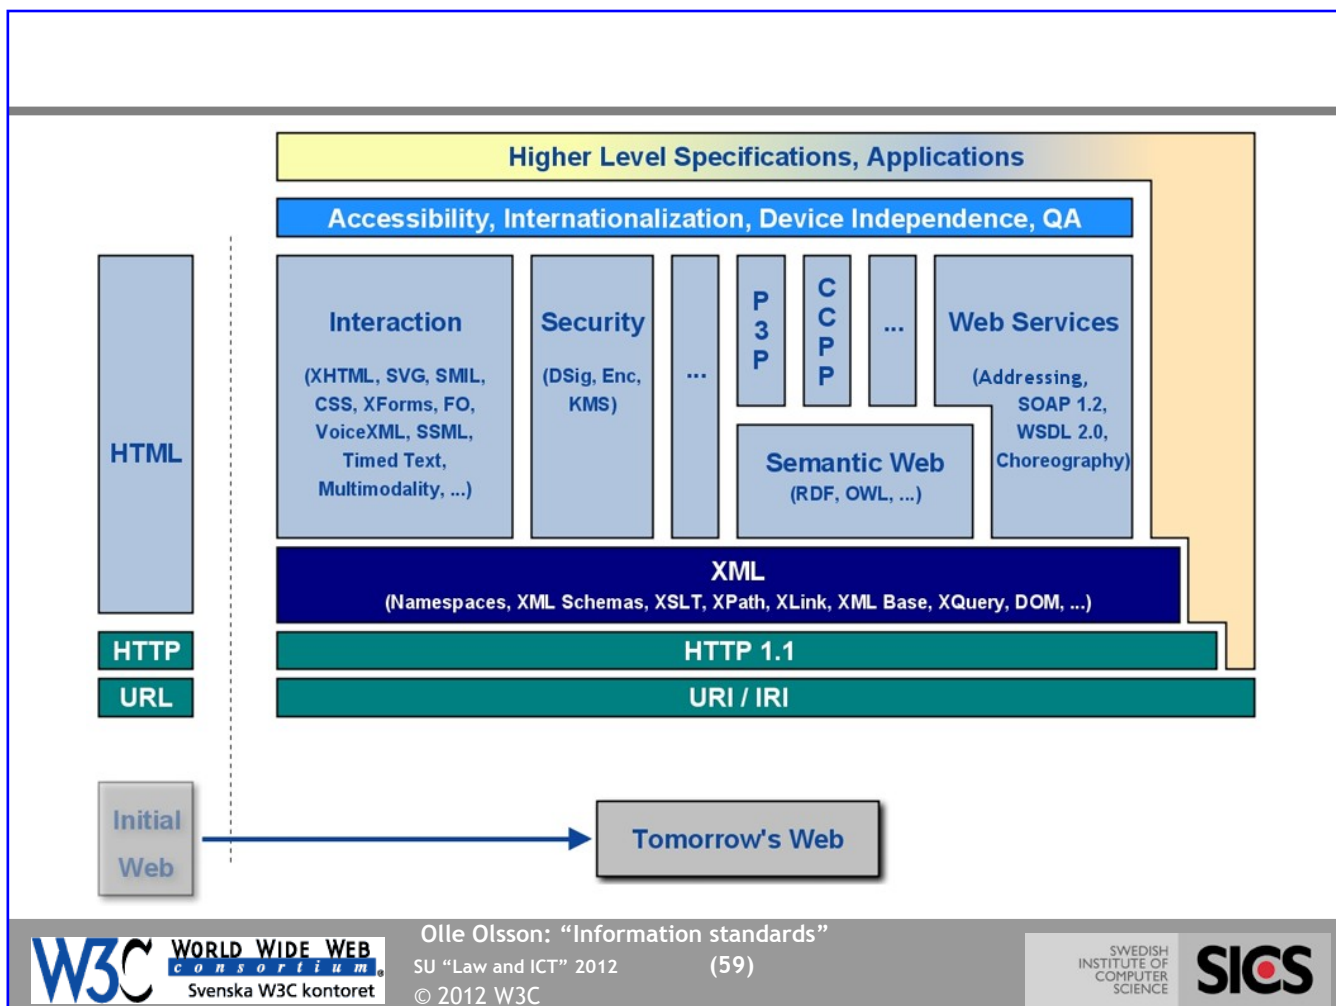 Higher Level Specifications, Applications
Accessibility, Internationalization, Device Independence, QA
HTML
HTTP
URL
Interaction
(XHTML, SVG, SMIL,
CSS, XForms, FO,
VoiceXML, SSML,
Timed Text,
Multimodality, ...)
Security
(DSig, Enc,
KMS)
...
P
3
P
C
C
P
P
...
Web Services
(Addressing,
SOAP 1.2,
WSDL 2.0,
Choreography)
Semantic Web
(RDF, OWL, ...)
XML
(Namespaces, XML Schemas, XSLT, XPath, XLink, XML Base, XQuery, DOM, ...)
HTTP 1.1
URI / IRI
Initial
Web
Tomorrow's Web
W3C
WORLD WIDE WEB
consortium
Svenska W3C kontoret
Olle Olsson: “Information standards”
SU “Law and ICT” 2012 (59)
© 2012 W3C
SWEDISH
INSTITUTE OF
COMPUTER
SCIENCE
SICS